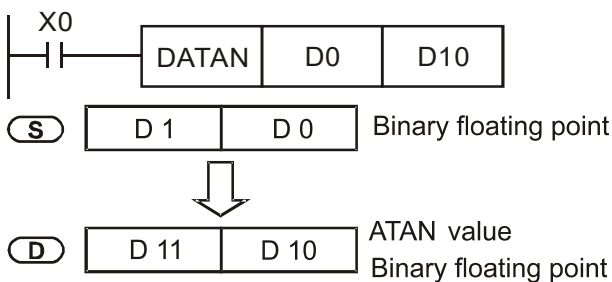 X0
DATAN D0 D10
S D 1 D 0 Binary floating point
D D 11 D 10 ATAN value
Binary floating point